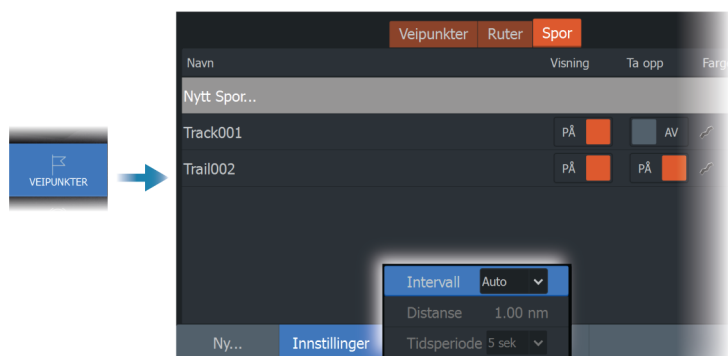 Veipunkter Ruter Spor
Navn Visning Ta opp Farg
Nytt Spor...
Track001 PÅ AV
Trail002 PÅ PÅ
VEIPUNKTER
Intervall Auto
Distanse 1.00 nm
Ny... Innstillinger Tidsperiode 5 sek